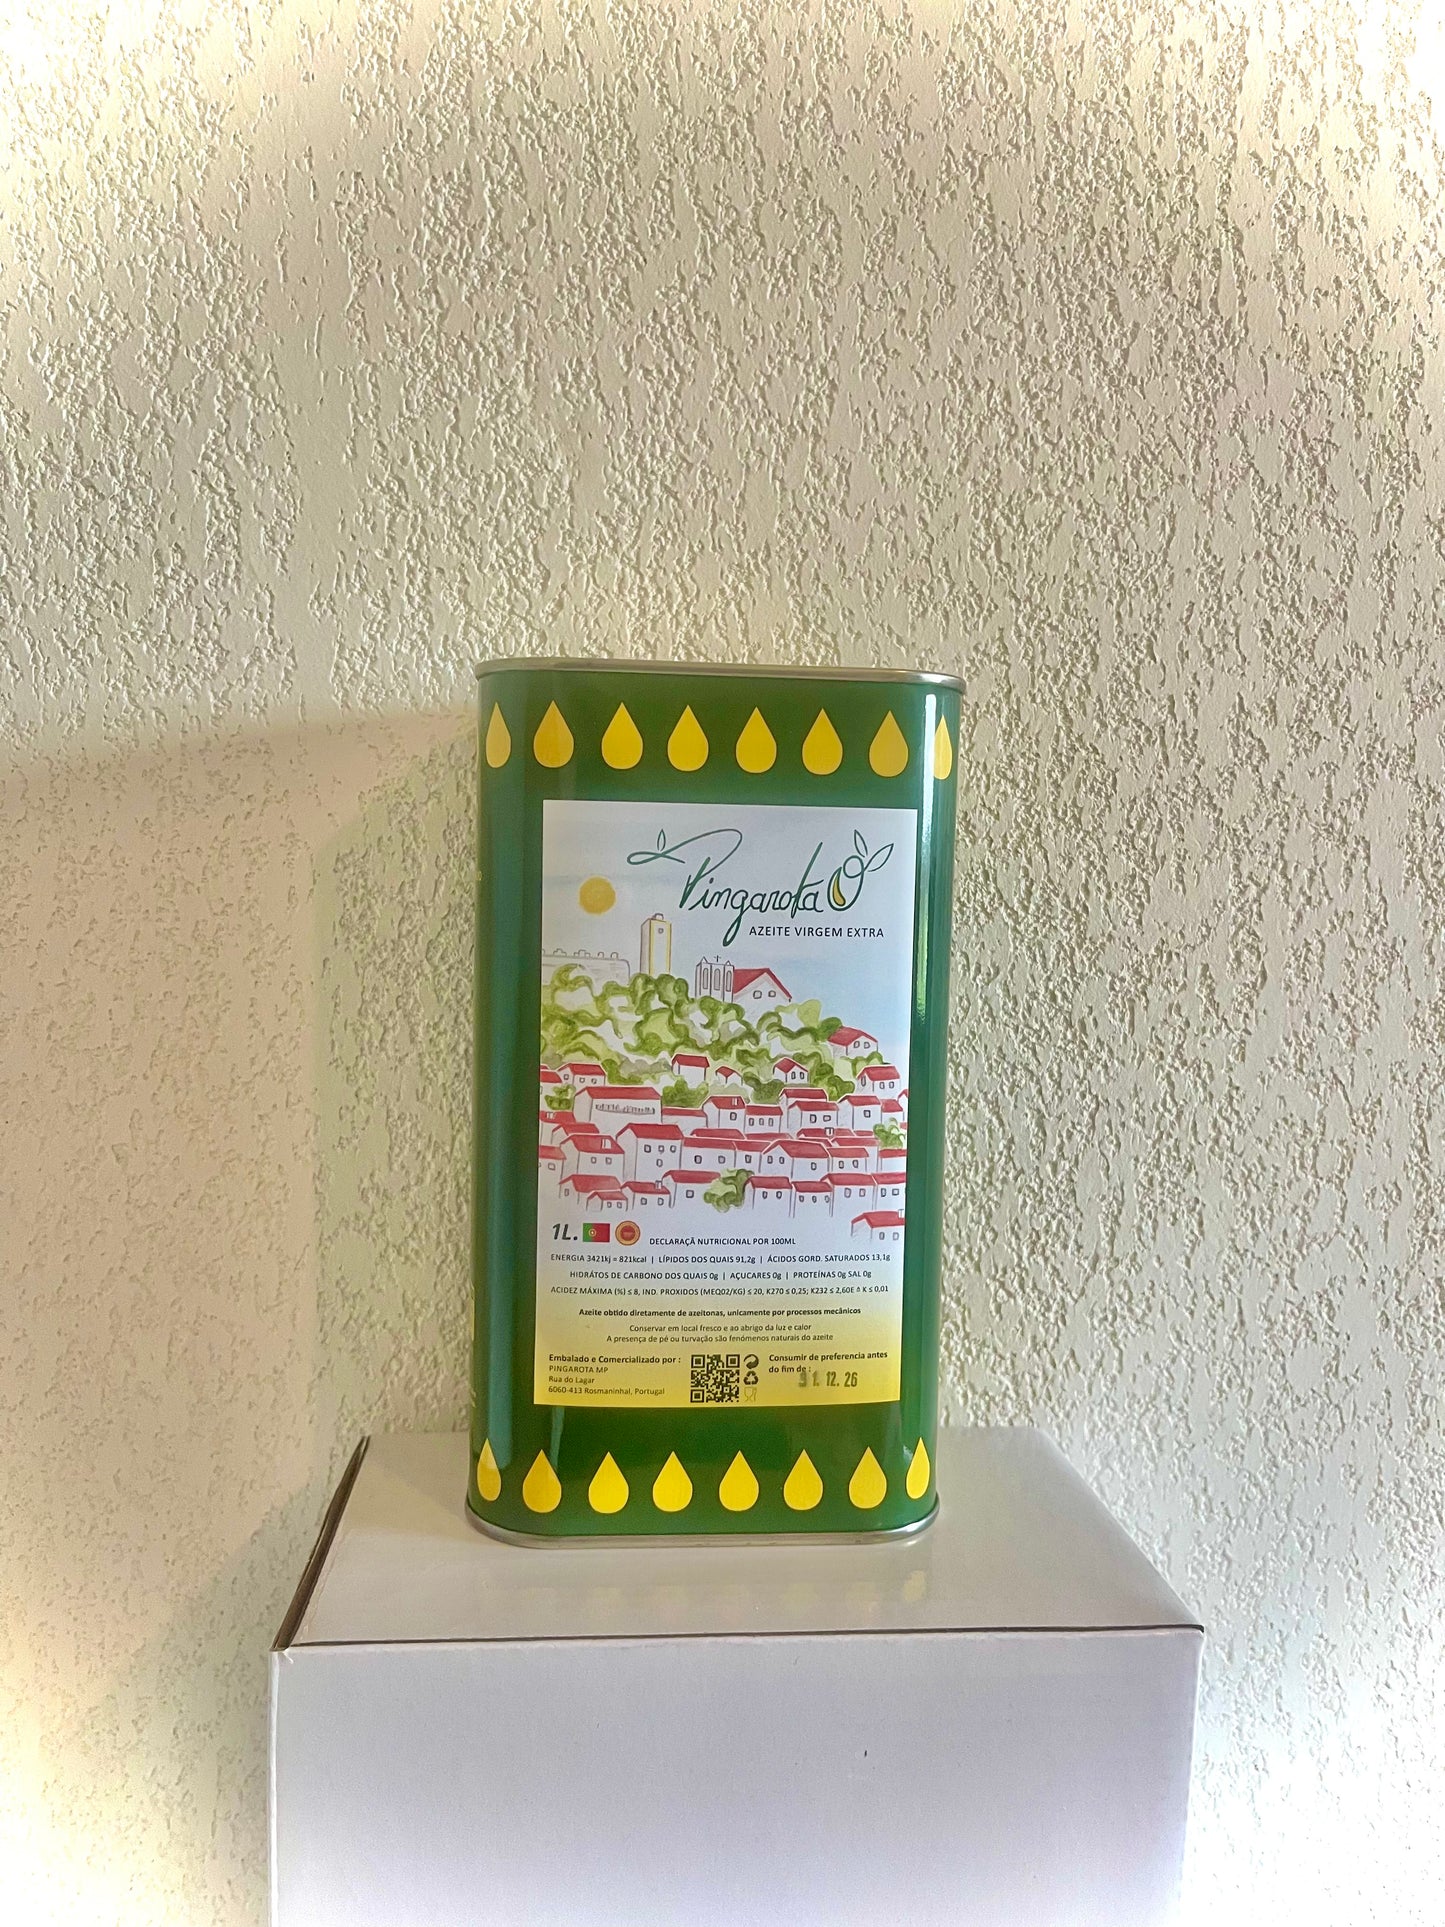 Pingarota
AZEITE VIRGEM EXTRA
1L.
DECLARAÇÃ NUTRICIONAL POR 100ML
ENERGIA 3421kj = 821kcal | LÍPIDOS DOS QUAIS 91,2g | ÁCIDOS GORD. SATURADOS 13,1g
HIDRÁTOS DE CARBONO DOS QUAIS 0g | AÇUCARES 0g | PROTEÍNAS 0g SAL 0g
ACIDEZ MÁXIMA (%) ≤ 8, IND. PROXIDOS (MEQ02/KG) ≤ 20, K270 ≤ 0,25; K232 ≤ 2,60E ≙ K ≤ 0,01
Azeite obtido diretamente de azeitonas, unicamente por processos mecânicos
Conservar em local fresco e ao abrigo da luz e calor
A presença de pé ou turvação são fenómenos naturais do azeite
Embalado e Comercializado por :
PINGAROTA MP
Rua do Lagar
6060-413 Rosmaninhal, Portugal
Consumir de preferencia antes
do fim de :
31. 12. 26